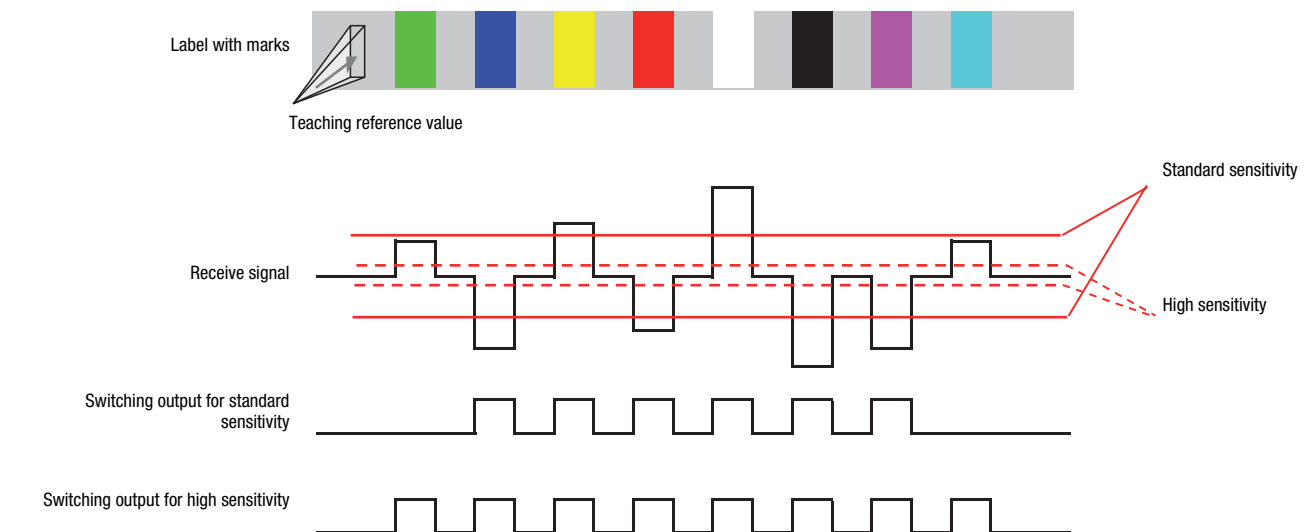 Label with marks
Teaching reference value
Standard sensitivity
Receive signal
High sensitivity
Switching output for standard
sensitivity
Switching output for high sensitivity